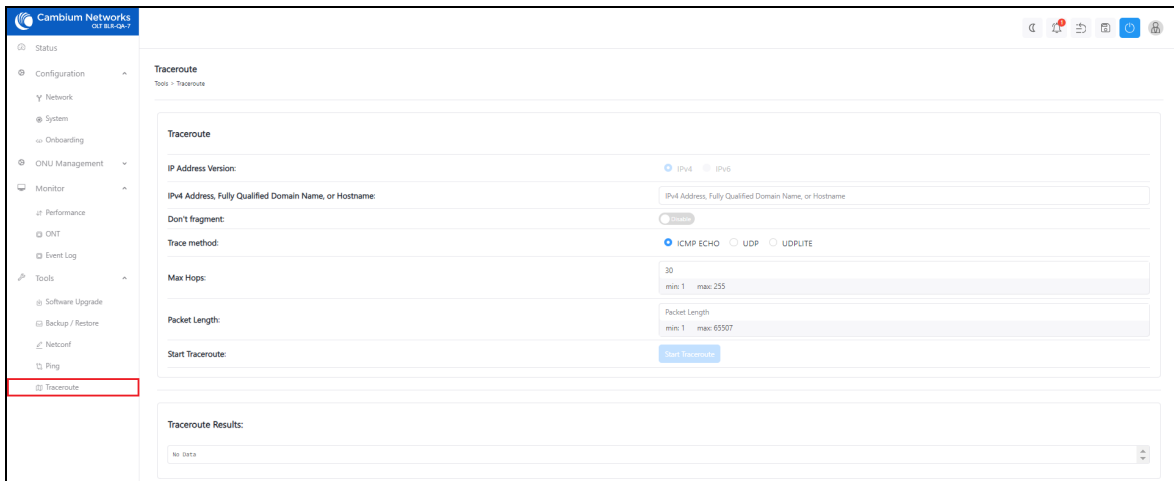 Cambium Networks
OLT BLR-QA-7
1
Status
Configuration
Network
System
Onboarding
ONU Management
Monitor
Performance
ONT
Event Log
Tools
Software Upgrade
Backup / Restore
Netconf
Ping
Traceroute
Traceroute
Tools > Traceroute
Traceroute
IP Address Version: IPv4 IPv6
IPv4 Address, Fully Qualified Domain Name, or Hostname: IPv4 Address, Fully Qualified Domain Name, or Hostname
Don't fragment: Disable
Trace method: ICMP ECHO UDP UDPLITE
Max Hops: 30
min: 1 max: 255
Packet Length: Packet Length
min: 1 max: 65507
Start Traceroute: Start Traceroute
Traceroute Results:
No Data